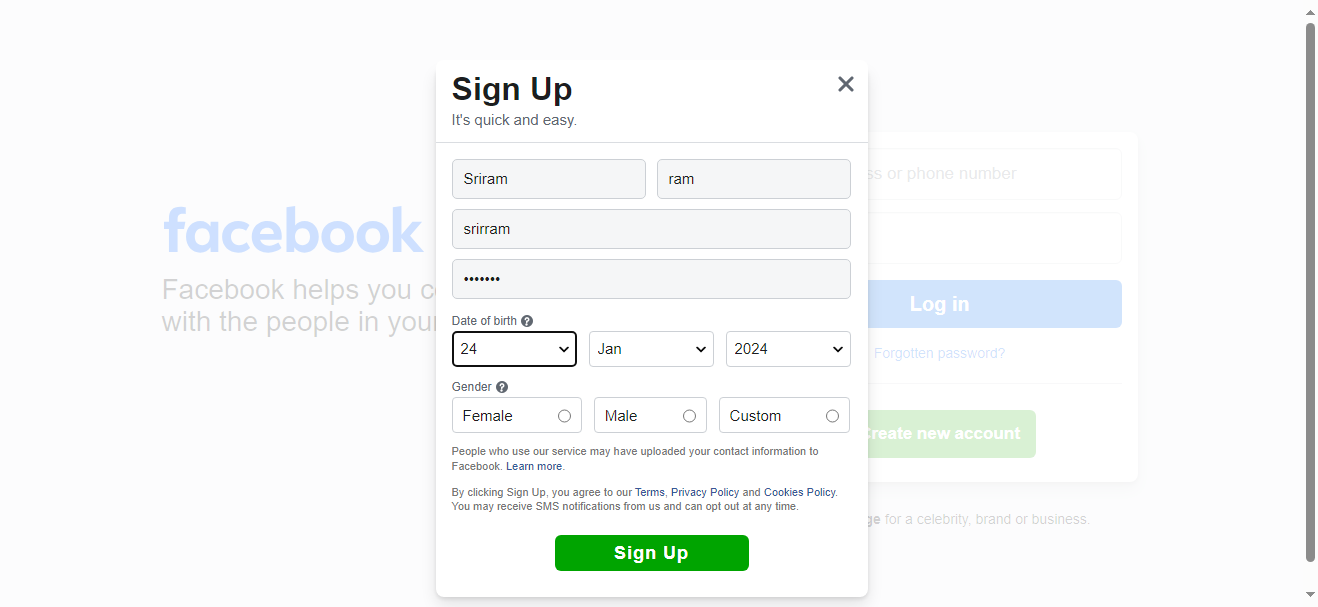 Sign Up
It's quick and easy.
Sriram ram
srirram
•••••••
Date of birth
24 Jan 2024
Gender
Female Male Custom
People who use our service may have uploaded your contact information to
Facebook. Learn more.
By clicking Sign Up, you agree to our Terms, Privacy Policy and Cookies Policy.
You may receive SMS notifications from us and can opt out at any time.
Sign Up
facebook
Facebook helps you c
with the people in your
ss or phone number
Log in
Forgotten password?
Create new account
ge for a celebrity, brand or business.